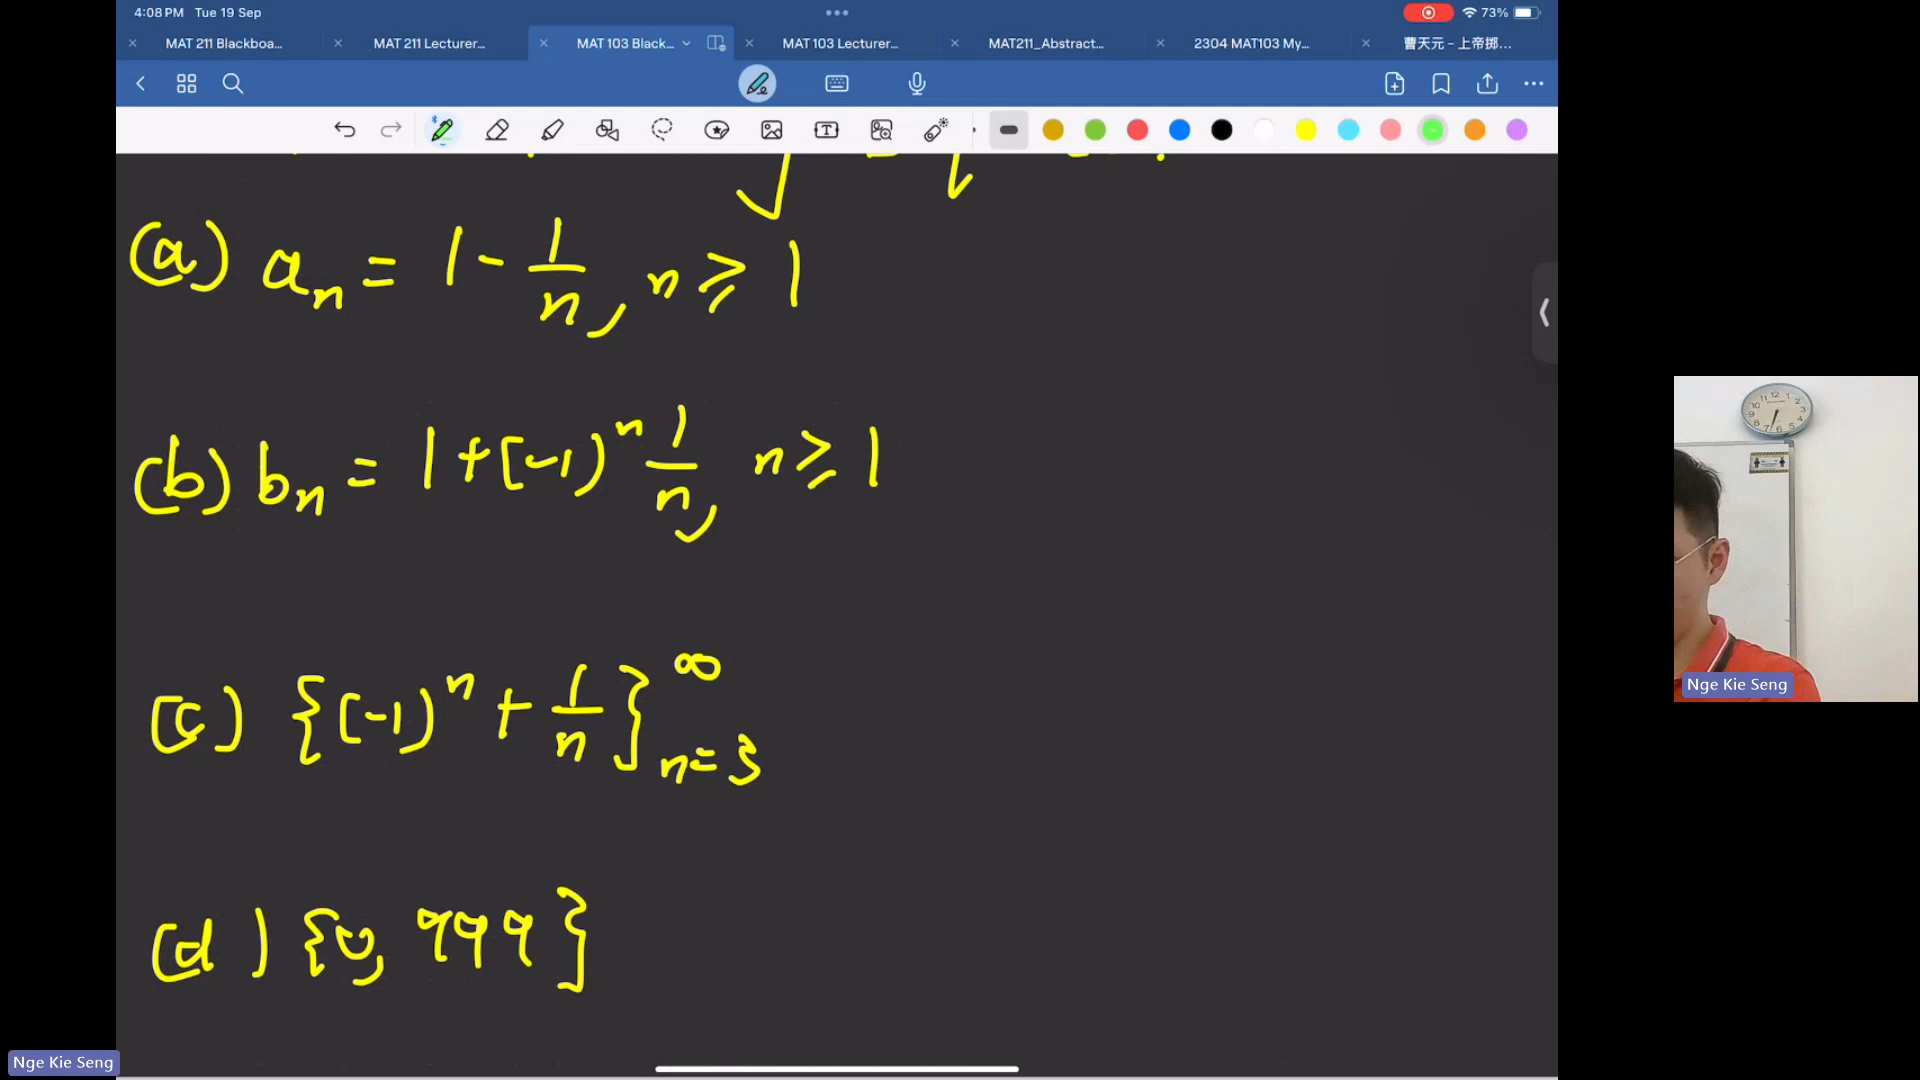 4:08 PM Tue 19 Sep
73%
MAT 211 Blackboa...
MAT 211 Lecturer...
MAT 103 Black...
MAT 103 Lecturer...
MAT211_Abstract...
2304 MAT103 My...
曹天元 - 上帝掷...
(a) aₙ = 1 - 1/n, n ⩾ 1
(b) bₙ = 1 + (-1)ⁿ 1/n, n ⩾ 1
(c) {(-1)ⁿ + 1/n}^∞_{n=3}
(d) {0, 999}
Nge Kie Seng
Nge Kie Seng